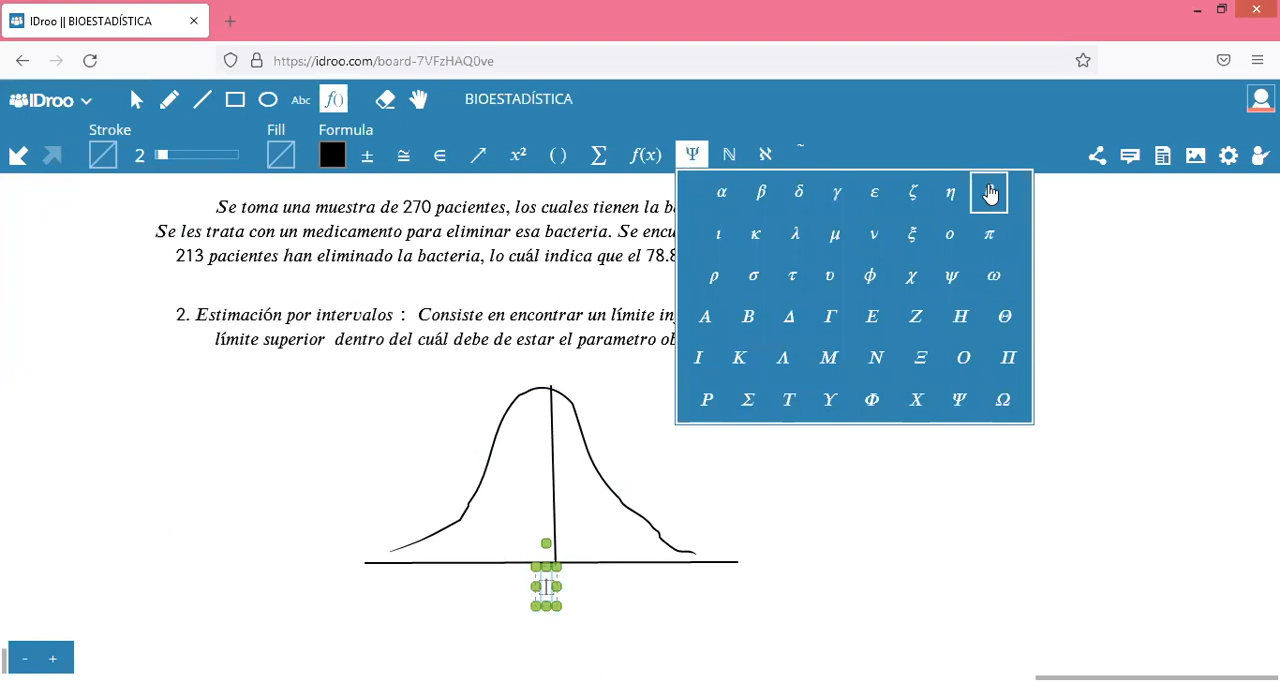 IDroo || BIOESTADÍSTICA
https://idroo.com/board-7VFzHAQ0ve
IDroo
Abc
f()
BIOESTADÍSTICA
Stroke
Fill
Formula
2
± ≅ ∈ x² ( ) Σ f(x) Ψ ℕ ℵ ~
α β δ γ ε ζ η
ι κ λ μ ν ξ ο π
ρ σ τ υ ϕ χ ψ ω
Α Β Δ Γ Ε Ζ Η Θ
Ι Κ Λ Μ Ν Ξ Ο Π
Ρ Σ Τ Υ Φ Χ Ψ Ω
Se toma una muestra de 270 pacientes, los cuales tienen la
Se les trata con un medicamento para eliminar esa bacteria. Se
213 pacientes han eliminado la bacteria, lo cuál indica que el 78.8
2. Estimación por intervalos : Consiste en encontrar un límite
límite superior dentro del cuál debe de estar el parametro
- +